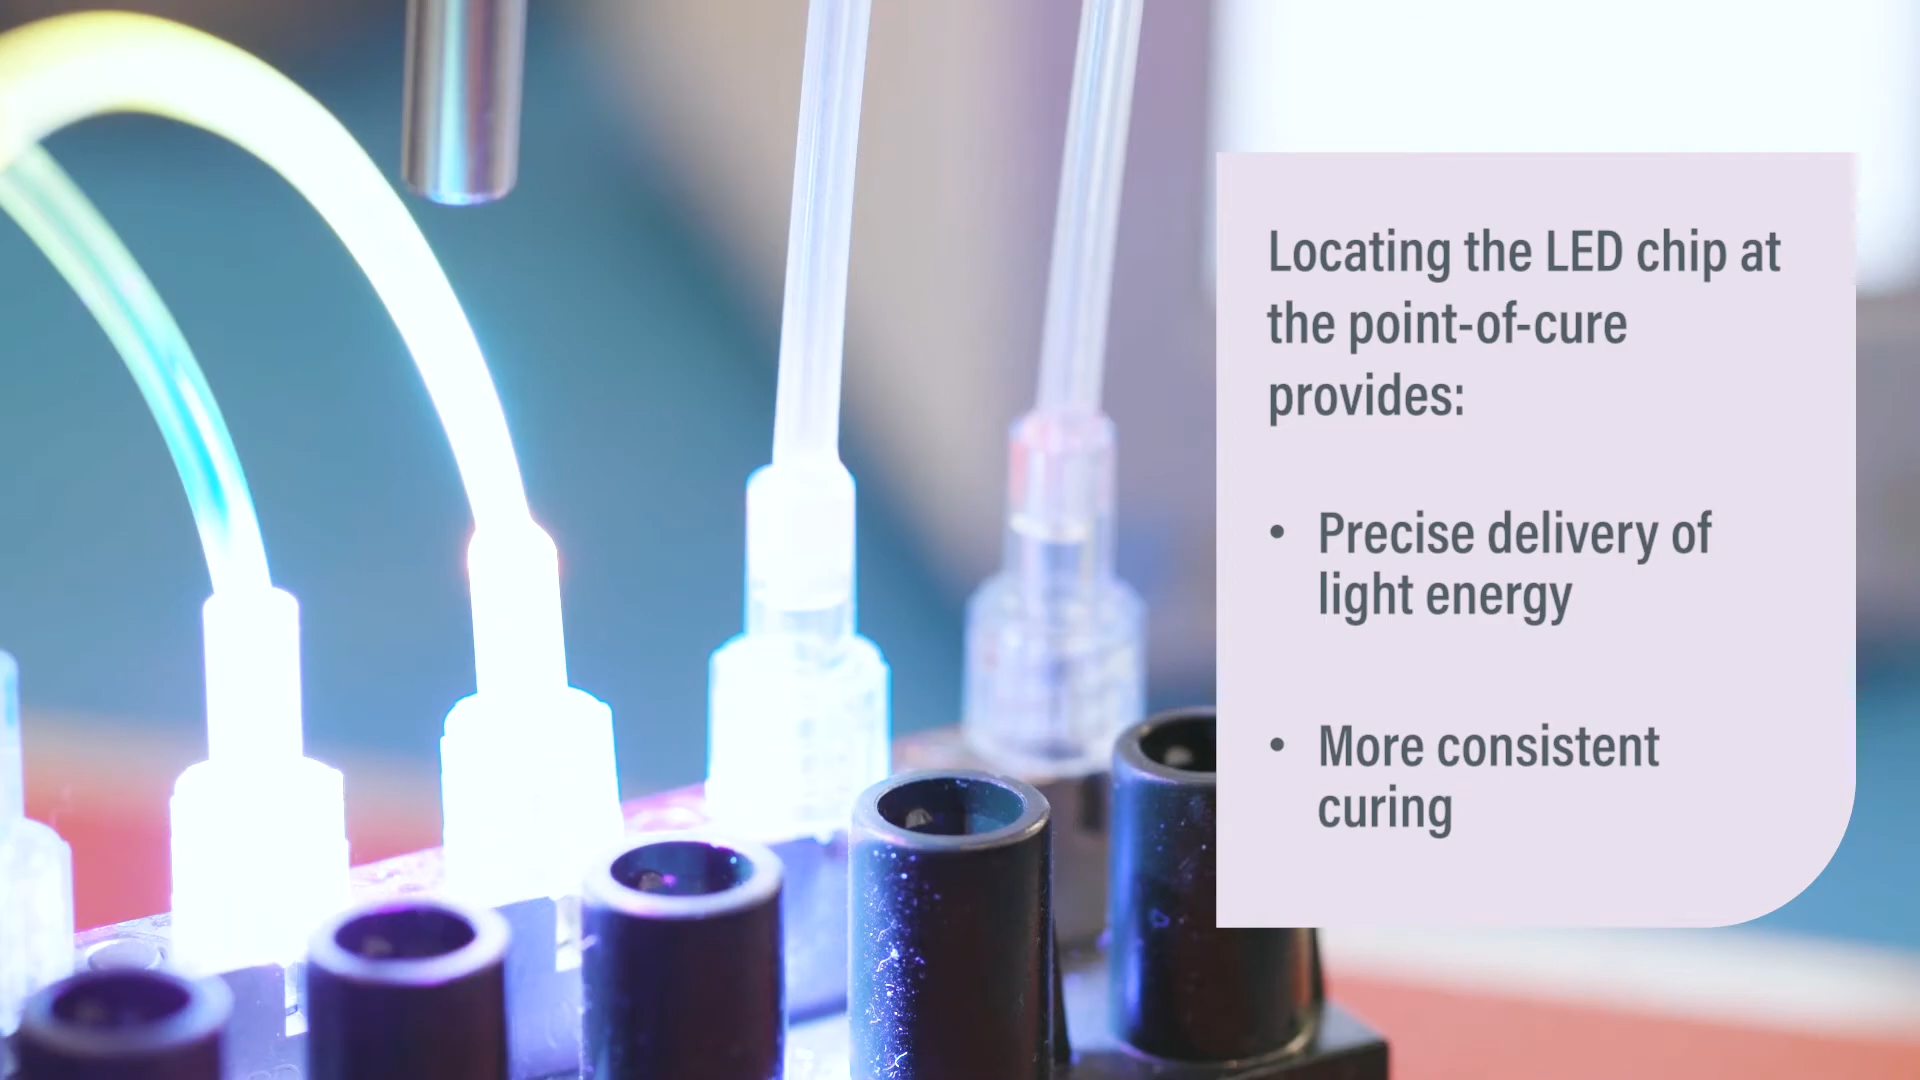 Locating the LED chip at
the point-of-cure
provides:
• Precise delivery of
light energy
• More consistent
curing